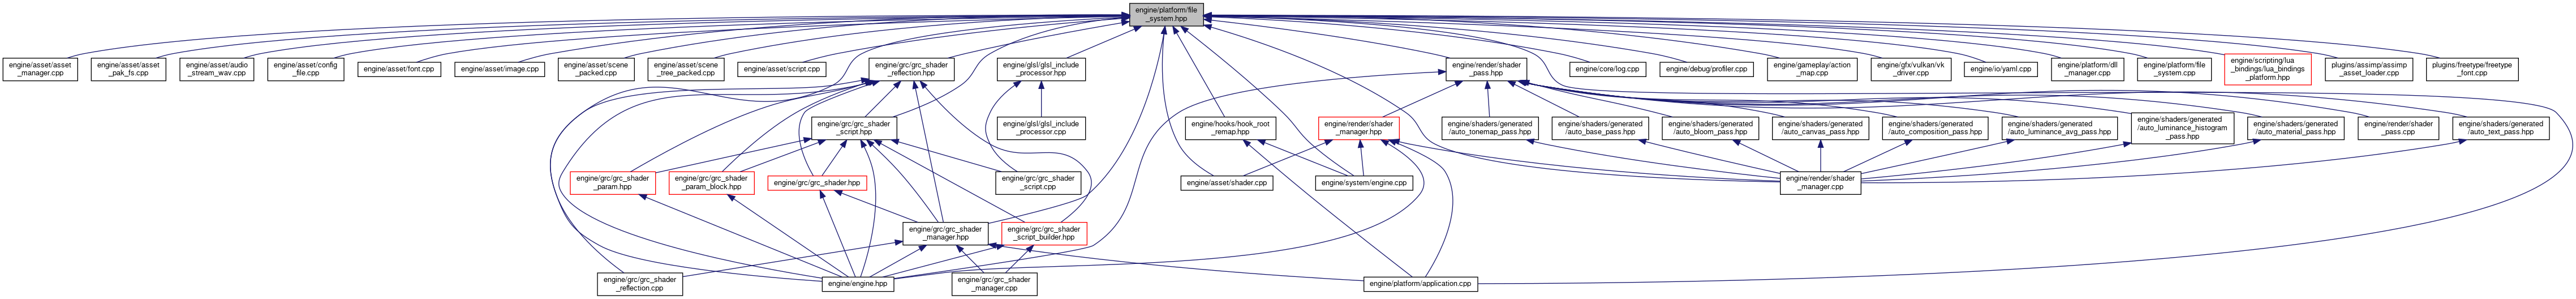 engine/platform/file
_system.hpp
engine/asset/asset
_manager.cpp
engine/asset/asset
_pak_fs.cpp
engine/asset/audio
_stream_wav.cpp
engine/asset/config
_file.cpp
engine/asset/font.cpp
engine/asset/image.cpp
engine/asset/scene
_packed.cpp
engine/asset/scene
_tree_packed.cpp
engine/asset/script.cpp
engine/grc/grc_shader
_reflection.hpp
engine/glsl/glsl_include
_processor.hpp
engine/render/shader
_pass.hpp
engine/core/log.cpp
engine/debug/profiler.cpp
engine/gameplay/action
_map.cpp
engine/gfx/vulkan/vk
_driver.cpp
engine/io/yaml.cpp
engine/platform/dll
_manager.cpp
engine/platform/file
_system.cpp
engine/scripting/lua
_bindings/lua_bindings
_platform.hpp
plugins/assimp/assimp
_asset_loader.cpp
plugins/freetype/freetype
_font.cpp
engine/grc/grc_shader
_script.hpp
engine/glsl/glsl_include
_processor.cpp
engine/hooks/hook_root
_remap.hpp
engine/render/shader
_manager.hpp
engine/shaders/generated
/auto_tonemap_pass.hpp
engine/shaders/generated
/auto_base_pass.hpp
engine/shaders/generated
/auto_bloom_pass.hpp
engine/shaders/generated
/auto_canvas_pass.hpp
engine/shaders/generated
/auto_composition_pass.hpp
engine/shaders/generated
/auto_luminance_avg_pass.hpp
engine/shaders/generated
/auto_luminance_histogram
_pass.hpp
engine/shaders/generated
/auto_material_pass.hpp
engine/render/shader
_pass.cpp
engine/shaders/generated
/auto_text_pass.hpp
engine/grc/grc_shader
_param.hpp
engine/grc/grc_shader
_param_block.hpp
engine/grc/grc_shader.hpp
engine/grc/grc_shader
_script.cpp
engine/asset/shader.cpp
engine/system/engine.cpp
engine/render/shader
_manager.cpp
engine/grc/grc_shader
_manager.hpp
engine/grc/grc_shader
_script_builder.hpp
engine/grc/grc_shader
_reflection.cpp
engine/engine.hpp
engine/grc/grc_shader
_manager.cpp
engine/platform/application.cpp